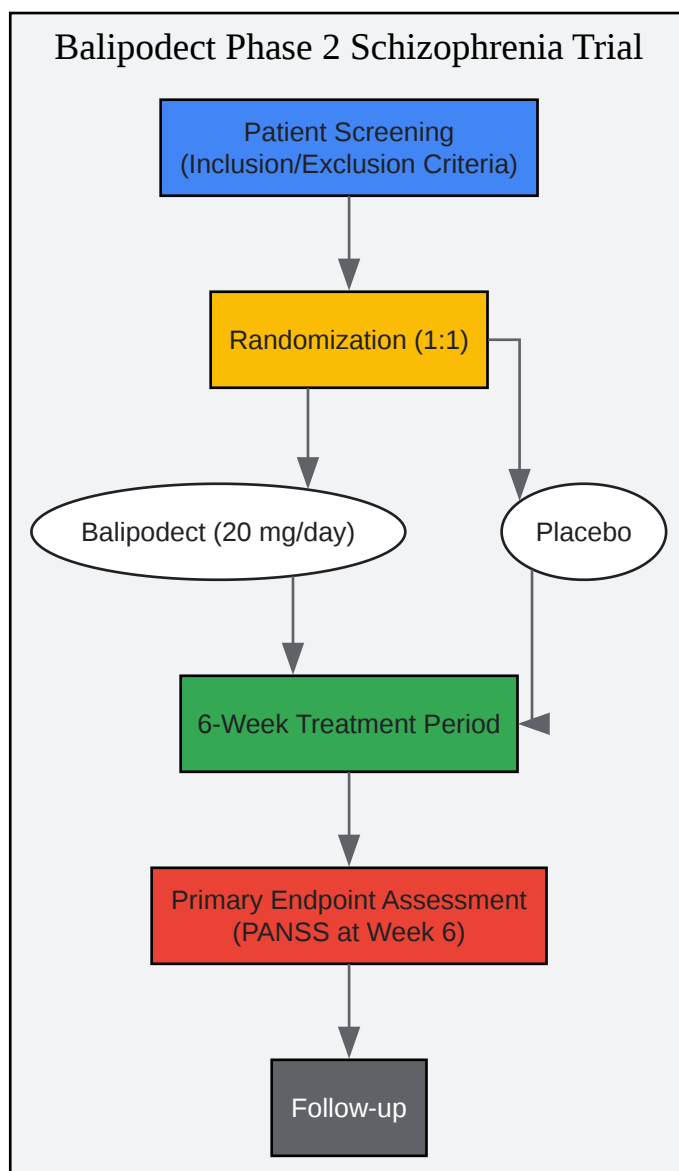 Balipodect Phase 2 Schizophrenia Trial
Patient Screening
(Inclusion/Exclusion Criteria)
Randomization (1:1)
Balipodect (20 mg/day)
Placebo
6-Week Treatment Period
Primary Endpoint Assessment
(PANSS at Week 6)
Follow-up